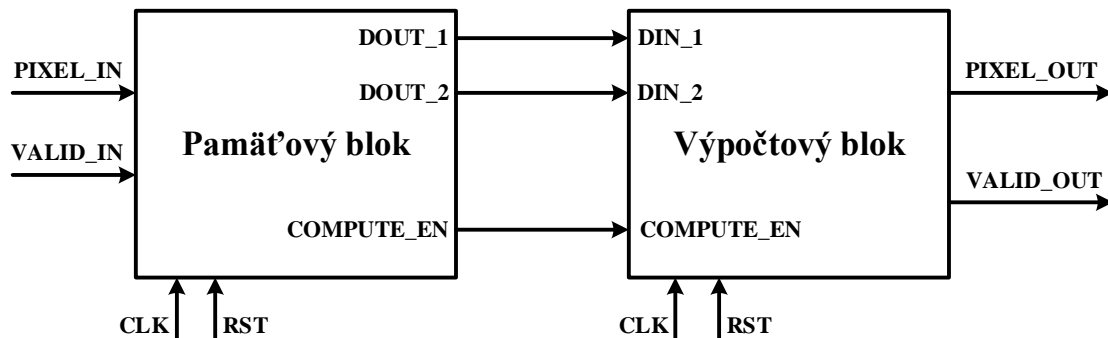 DOUT_1
DIN_1
PIXEL_IN
DOUT_2
DIN_2
PIXEL_OUT
Pamäťový blok
Výpočtový blok
VALID_IN
VALID_OUT
COMPUTE_EN
COMPUTE_EN
CLK
RST
CLK
RST